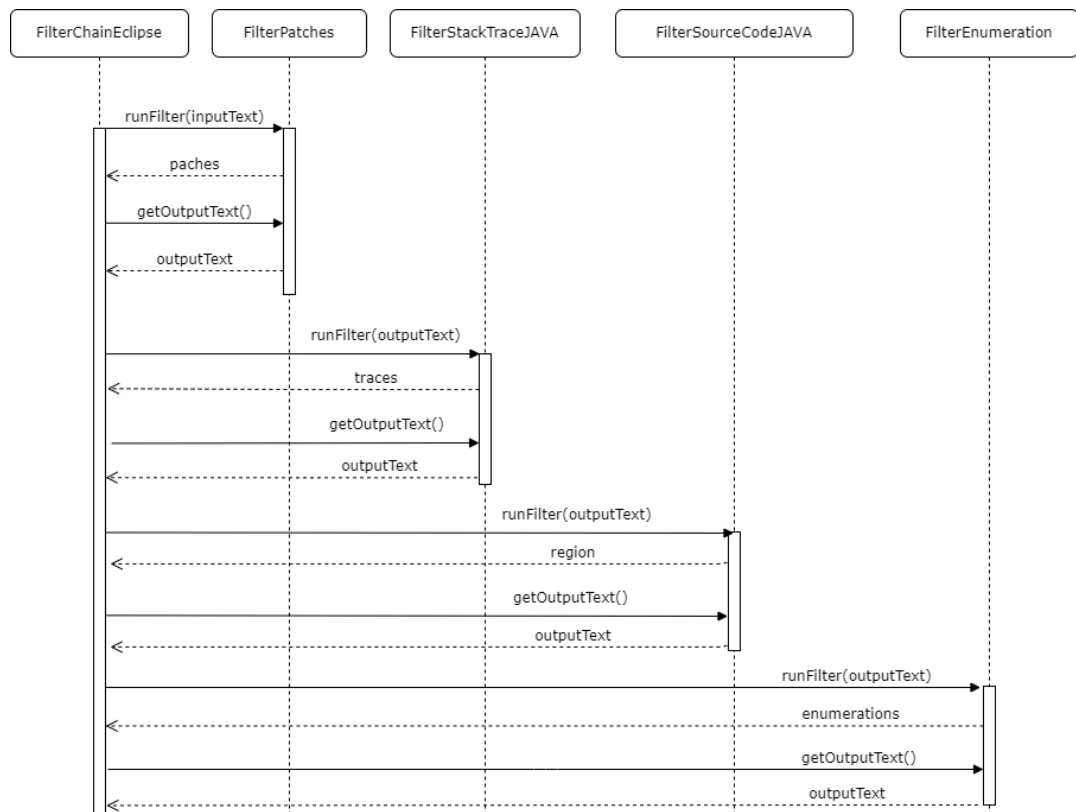 FilterChainEclipse
FilterPatches
FilterStackTraceJAVA
FilterSourceCodeJAVA
FilterEnumeration
runFilter(inputText)
paches
getOutputText()
outputText
runFilter(outputText)
traces
getOutputText()
outputText
runFilter(outputText)
region
getOutputText()
outputText
runFilter(outputText)
enumerations
getOutputText()
outputText